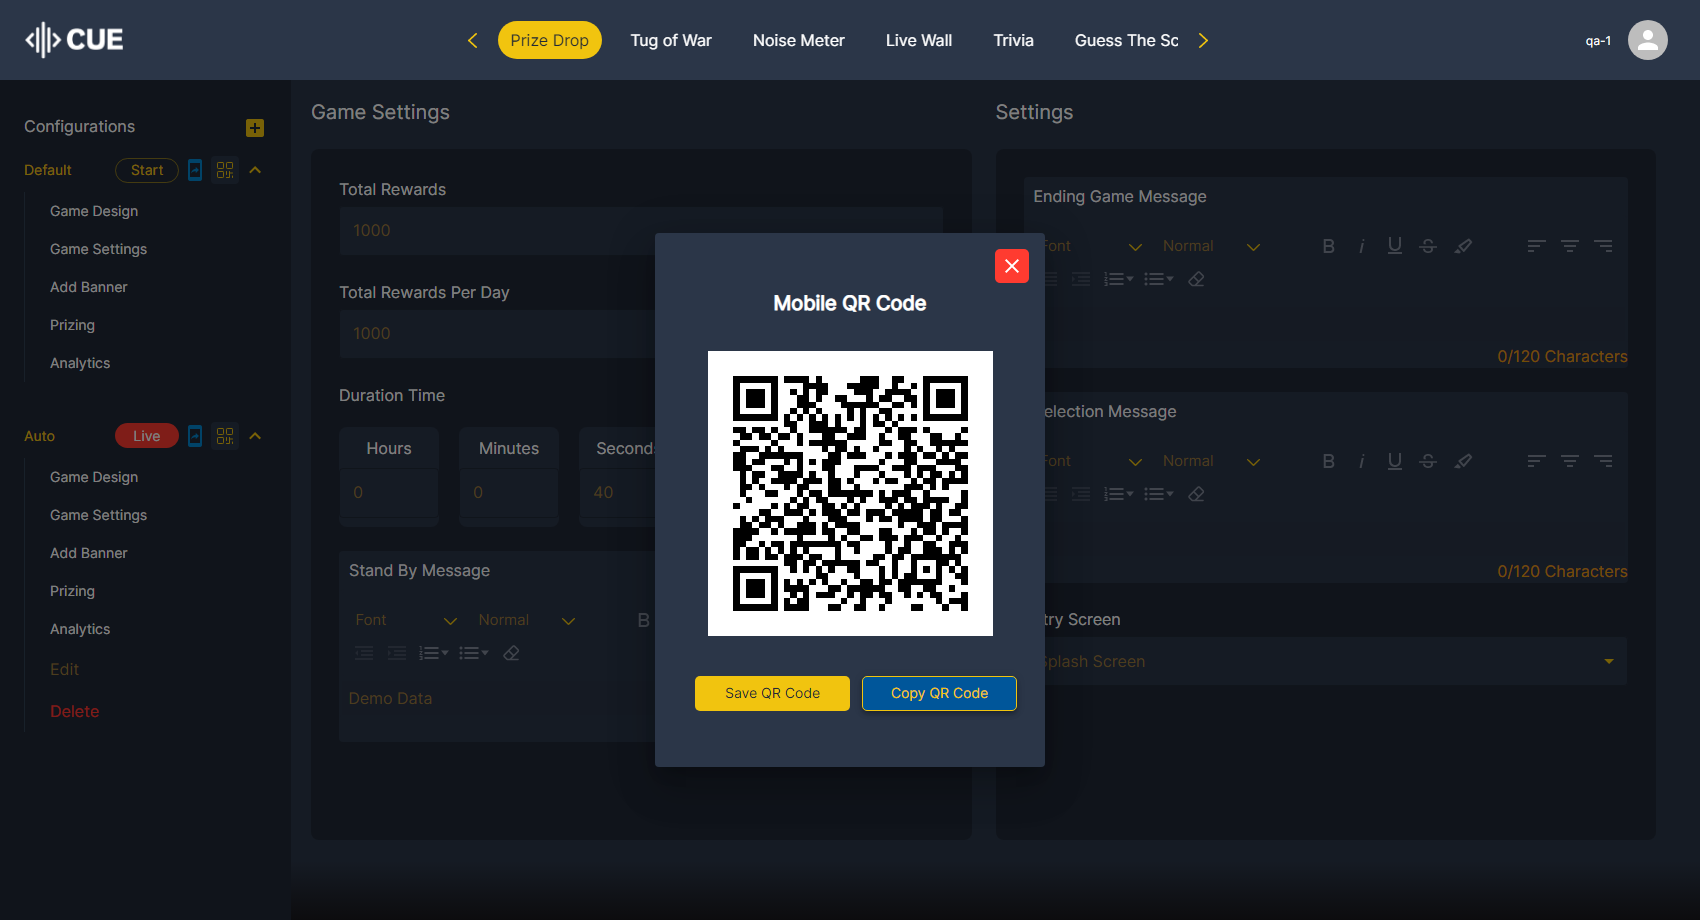 CUE
Prize Drop
Tug of War
Noise Meter
Live Wall
Trivia
Guess The Sc
qa-1
Configurations
Default
Start
Game Design
Game Settings
Add Banner
Prizing
Analytics
Auto
Live
Game Design
Game Settings
Add Banner
Prizing
Analytics
Edit
Delete
Game Settings
Total Rewards
1000
Total Rewards Per Day
1000
Duration Time
Hours
Minutes
Seconds
0
0
40
Stand By Message
Font
Normal
B
Demo Data
Mobile QR Code
Save QR Code
Copy QR Code
Settings
Ending Game Message
Font
Normal
B i U S
0/120 Characters
election Message
Font
Normal
B i U S
0/120 Characters
try Screen
Splash Screen